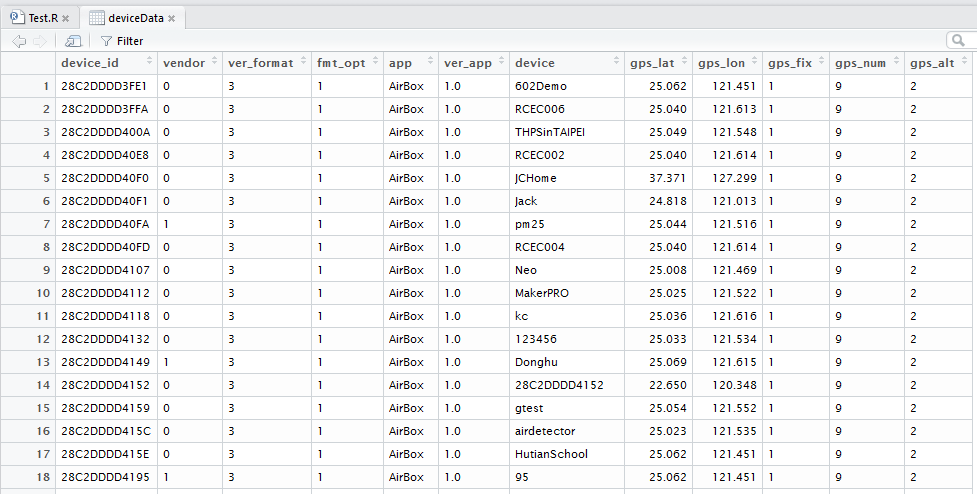 Test.R deviceData
Filter
device_id vendor ver_format fmt_opt app ver_app device gps_lat gps_lon gps_fix gps_num gps_alt
1 28C2DDDD3FE1 0 3 1 AirBox 1.0 602Demo 25.062 121.451 1 9 2
2 28C2DDDD3FFA 0 3 1 AirBox 1.0 RCEC006 25.040 121.613 1 9 2
3 28C2DDDD400A 0 3 1 AirBox 1.0 THPSinTAIPEI 25.049 121.548 1 9 2
4 28C2DDDD40E8 0 3 1 AirBox 1.0 RCEC002 25.040 121.614 1 9 2
5 28C2DDDD40F0 0 3 1 AirBox 1.0 JCHome 37.371 127.299 1 9 2
6 28C2DDDD40F1 0 3 1 AirBox 1.0 Jack 24.818 121.013 1 9 2
7 28C2DDDD40FA 1 3 1 AirBox 1.0 pm25 25.044 121.516 1 9 2
8 28C2DDDD40FD 0 3 1 AirBox 1.0 RCEC004 25.040 121.614 1 9 2
9 28C2DDDD4107 0 3 1 AirBox 1.0 Neo 25.008 121.469 1 9 2
10 28C2DDDD4112 0 3 1 AirBox 1.0 MakerPRO 25.025 121.522 1 9 2
11 28C2DDDD4118 0 3 1 AirBox 1.0 kc 25.036 121.616 1 9 2
12 28C2DDDD4132 0 3 1 AirBox 1.0 123456 25.033 121.534 1 9 2
13 28C2DDDD4149 1 3 1 AirBox 1.0 Donghu 25.069 121.615 1 9 2
14 28C2DDDD4152 0 3 1 AirBox 1.0 28C2DDDD4152 22.650 120.348 1 9 2
15 28C2DDDD4159 0 3 1 AirBox 1.0 gtest 25.054 121.552 1 9 2
16 28C2DDDD415C 0 3 1 AirBox 1.0 airdetector 25.023 121.535 1 9 2
17 28C2DDDD415E 0 3 1 AirBox 1.0 HutianSchool 25.062 121.451 1 9 2
18 28C2DDDD4195 1 3 1 AirBox 1.0 95 25.062 121.451 1 9 2